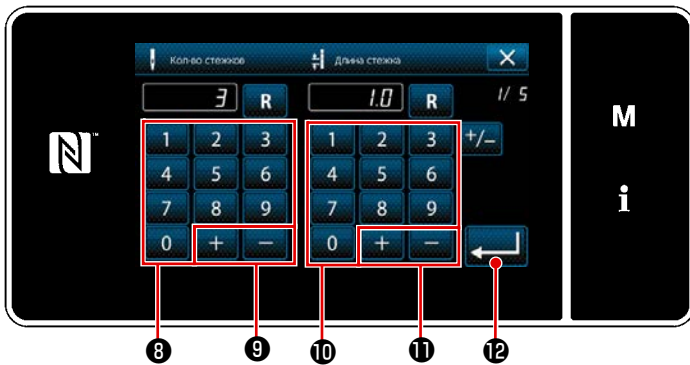 Кол-во стежков Длина стежка
3 R 1.0 R 1/ 5
1 2 3 1 2 3 +/−
4 5 6 4 5 6
7 8 9 7 8 9
0 + − 0 + −
N™
M
i
❽ ❾ ❿ ⓫ ⓬